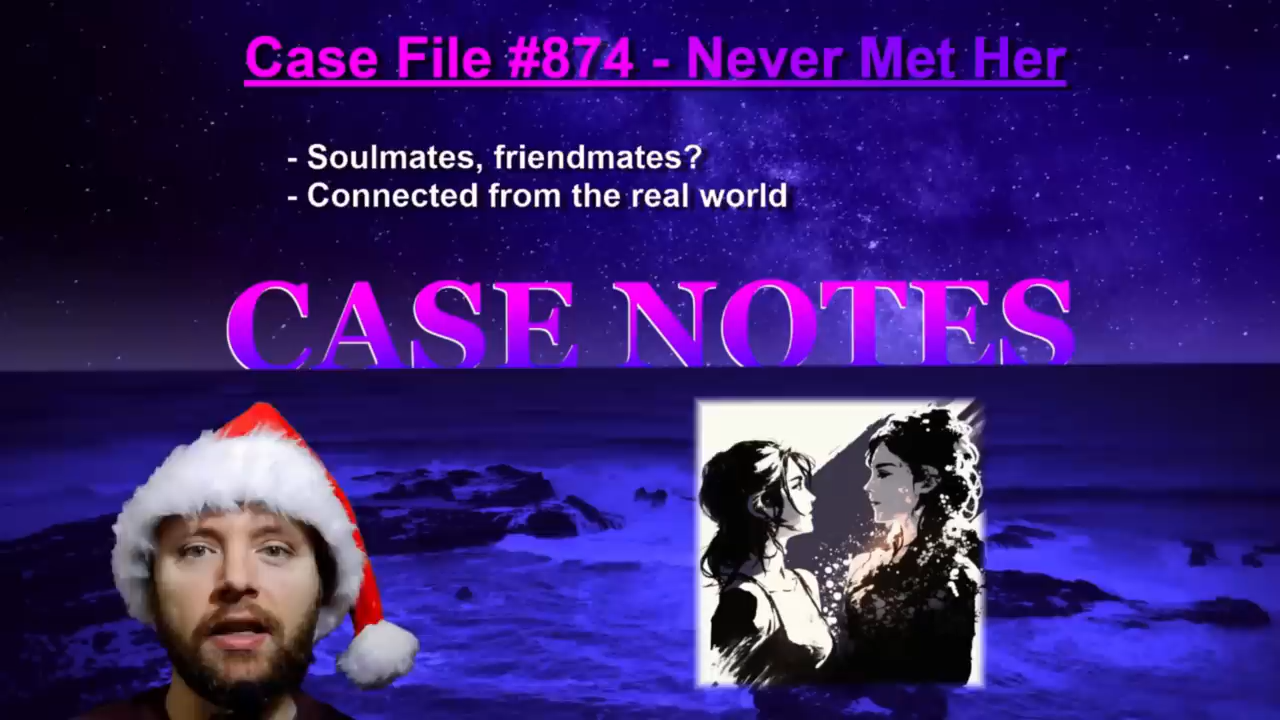 Case File #874 - Never Met Her
- Soulmates, friendmates?
- Connected from the real world
CASE NOTES